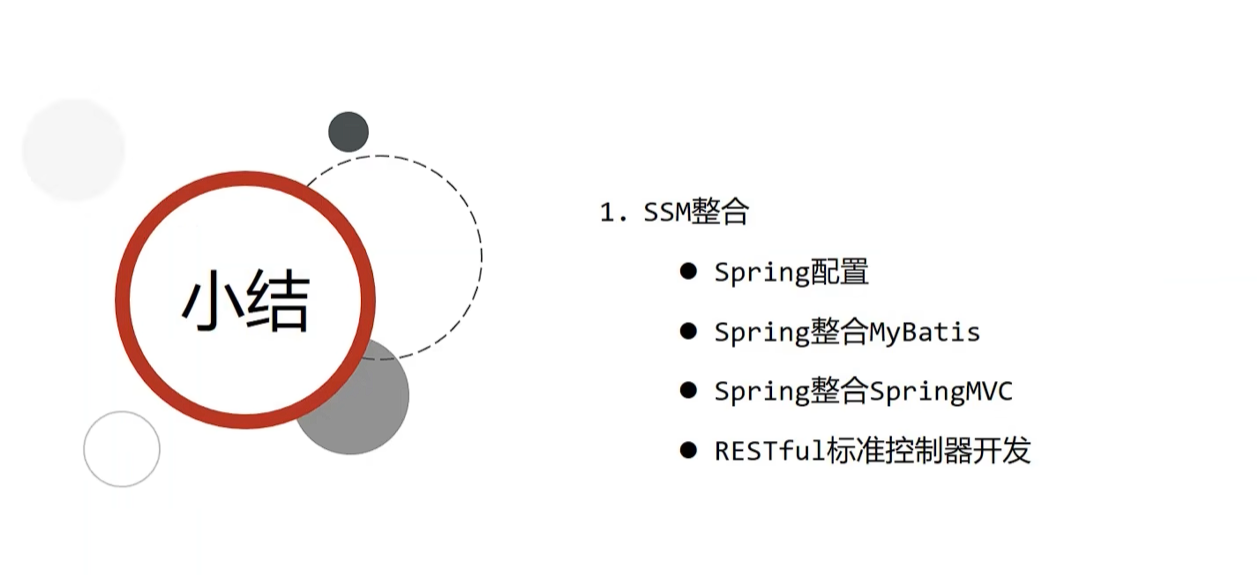 小结
1. SSM整合
● Spring配置
● Spring整合MyBatis
● Spring整合SpringMVC
● RESTful标准控制器开发